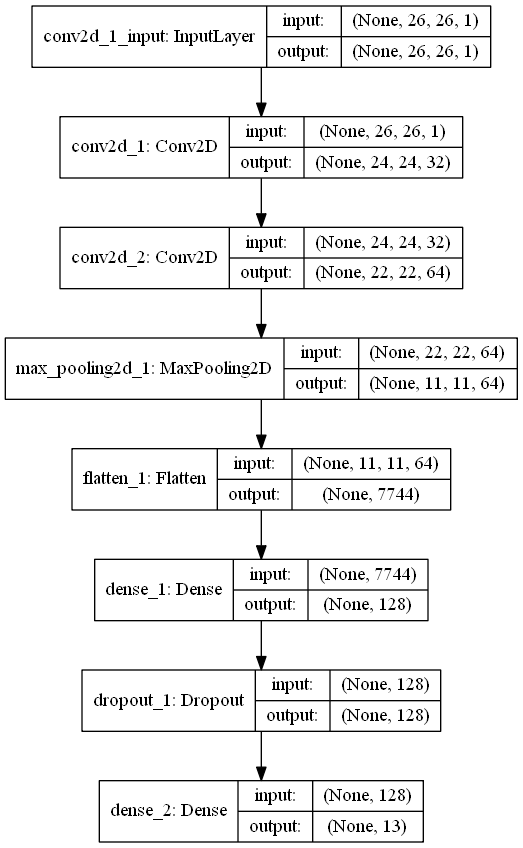 conv2d_1_input: InputLayer
input:
(None, 26, 26, 1)
output:
(None, 26, 26, 1)
conv2d_1: Conv2D
input:
(None, 26, 26, 1)
output:
(None, 24, 24, 32)
conv2d_2: Conv2D
input:
(None, 24, 24, 32)
output:
(None, 22, 22, 64)
max_pooling2d_1: MaxPooling2D
input:
(None, 22, 22, 64)
output:
(None, 11, 11, 64)
flatten_1: Flatten
input:
(None, 11, 11, 64)
output:
(None, 7744)
dense_1: Dense
input:
(None, 7744)
output:
(None, 128)
dropout_1: Dropout
input:
(None, 128)
output:
(None, 128)
dense_2: Dense
input:
(None, 128)
output:
(None, 13)